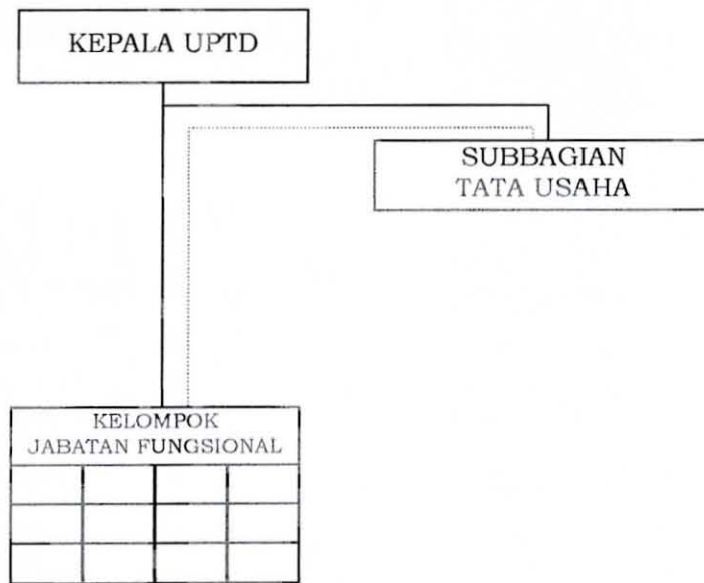 KEPALA UPTD
SUBBAGIAN
TATA USAHA
KELOMPOK
JABATAN FUNGSIONAL